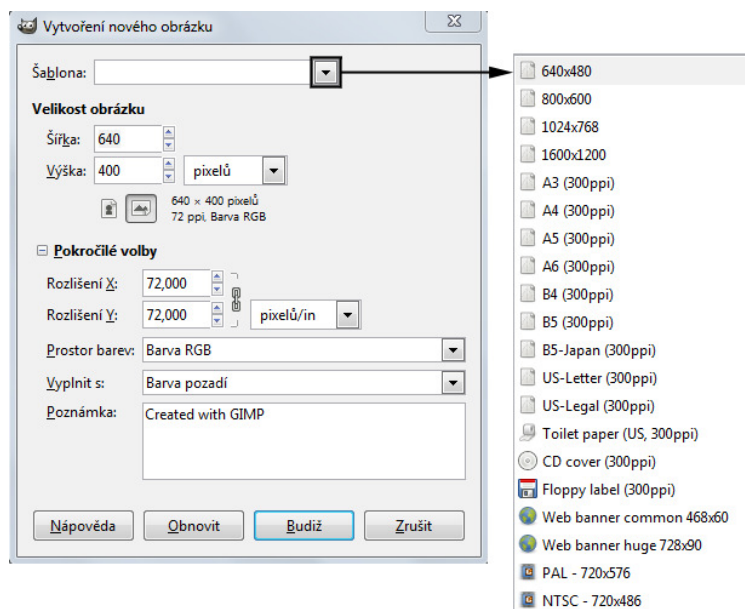 Vytvoření nového obrázku
Šablona:
Velikost obrázku
Šířka: 640
Výška: 400 pixelů
640 × 400 pixelů
72 ppi, Barva RGB
Pokročilé volby
Rozlišení X: 72,000
Rozlišení Y: 72,000 pixelů/in
Prostor barev: Barva RGB
Vyplnit s: Barva pozadí
Poznámka: Created with GIMP
Nápověda Obnovit Budiž Zrušit
640x480
800x600
1024x768
1600x1200
A3 (300ppi)
A4 (300ppi)
A5 (300ppi)
A6 (300ppi)
B4 (300ppi)
B5 (300ppi)
B5-Japan (300ppi)
US-Letter (300ppi)
US-Legal (300ppi)
Toilet paper (US, 300ppi)
CD cover (300ppi)
Floppy label (300ppi)
Web banner common 468x60
Web banner huge 728x90
PAL - 720x576
NTSC - 720x486